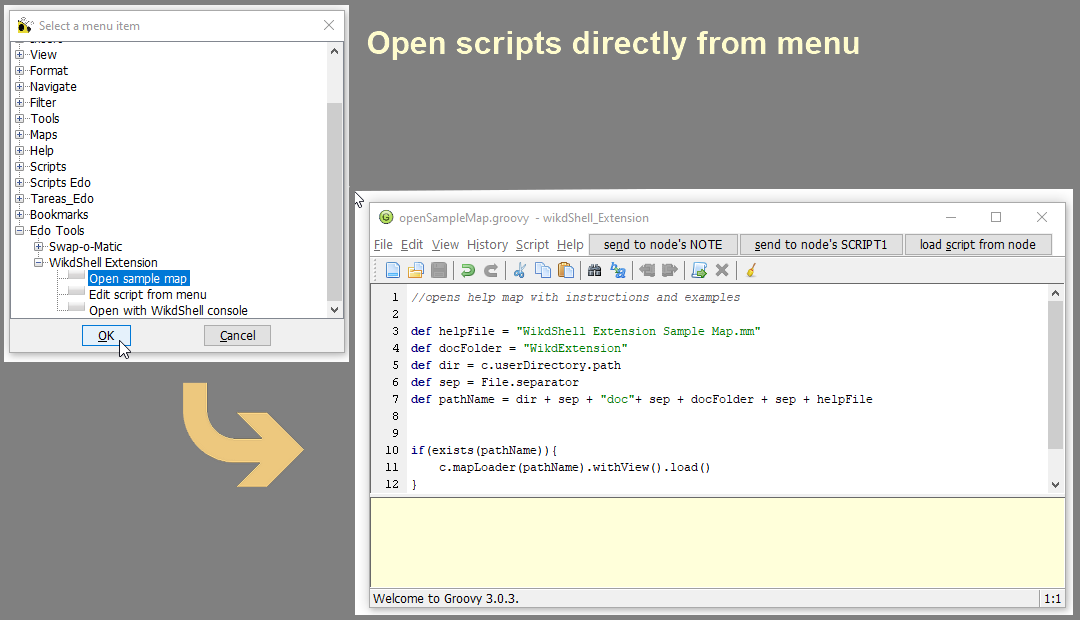 Open scripts directly from menu
Select a menu item
View
Format
Navigate
Filter
Tools
Maps
Help
Scripts
Scripts Edo
Tareas_Edo
Bookmarks
Edo Tools
Swap-o-Matic
WikdShell Extension
Open sample map
Edit script from menu
Open with WikdShell console
OK Cancel
openSampleMap.groovy - wikdShell_Extension
File Edit View History Script Help send to node's NOTE send to node's SCRIPT1 load script from node
1 //opens help map with instructions and examples
2
3 def helpFile = "WikdShell Extension Sample Map.mm"
4 def docFolder = "WikdExtension"
5 def dir = c.userDirectory.path
6 def sep = File.separator
7 def pathName = dir + sep + "doc"+ sep + docFolder + sep + helpFile
8
9
10 if(exists(pathName)){
11     c.mapLoader(pathName).withView().load()
12 }
Welcome to Groovy 3.0.3. 1:1